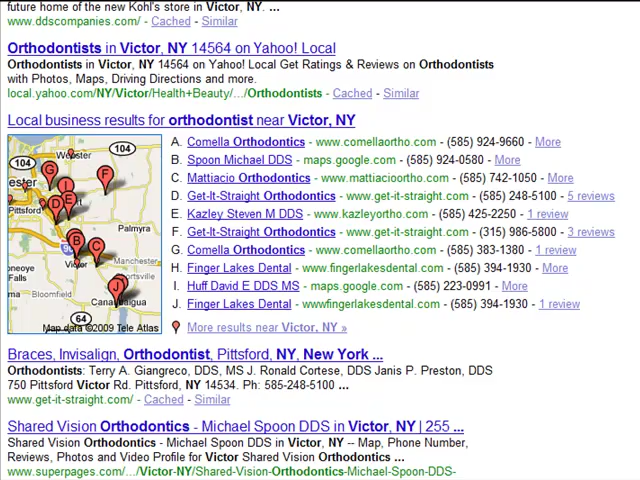 future home of the new Kohl's store in Victor, NY. ...
www.ddscompanies.com/ - Cached - Similar
Orthodontists in Victor, NY 14564 on Yahoo! Local
Orthodontists in Victor, NY 14564 on Yahoo! Local Get Ratings & Reviews on Orthodontists
with Photos, Maps, Driving Directions and more.
local.yahoo.com/NY/Victor/Health+Beauty/.../Orthodontists - Cached - Similar
Local business results for orthodontist near Victor, NY
A. Comella Orthodontics - www.comellaortho.com - (585) 924-9660 - More
B. Spoon Michael DDS - maps.google.com - (585) 924-0580 - More
C. Mattiacio Orthodontics - www.mattiacioortho.com - (585) 742-1050 - More
D. Get-It-Straight Orthodontics - www.get-it-straight.com - (585) 248-5100 - 5 reviews
E. Kazley Steven M DDS - www.kazleyortho.com - (585) 425-2250 - 1 review
F. Get-It-Straight Orthodontics - www.get-it-straight.com - (315) 986-5800 - 3 reviews
G. Comella Orthodontics - www.comellaortho.com - (585) 383-1380 - 1 review
H. Finger Lakes Dental - www.fingerlakesdental.com - (585) 394-1930 - More
I. Huff David E DDS MS - maps.google.com - (585) 223-0991 - More
J. Finger Lakes Dental - wwwfingerlakesdental.com - (585) 394-1930 - 1 review
More results near Victor, NY »
104
Webster
104
G
F
ester
I
E
D
Pittsford
Palmyra
B
C
Victor
Manchester
oneoye
Falls
ortsville
Bloomfield
J
Canandaigua
64
Map data ©2009 Tele Atlas
Braces, Invisalign, Orthodontist, Pittsford, NY, New York ...
Orthodontists: Terry A. Giangreco, DDS, MS J. Ronald Cortese, DDS Janis P. Preston, DDS
750 Pittsford Victor Rd. Pittsford, NY 14534. Ph: 585-248-5100 ...
www.get-it-straight.com/ - Cached - Similar
Shared Vision Orthodontics - Michael Spoon DDS in Victor, NY | 255 ...
Shared Vision Orthodontics - Michael Spoon DDS in Victor, NY -- Map, Phone Number,
Reviews, Photos and Video Profile for Victor Shared Vision Orthodontics ...
www.superpages.com/.../Victor-NY/Shared-Vision-Orthodontics-Michael-Spoon-DDS-